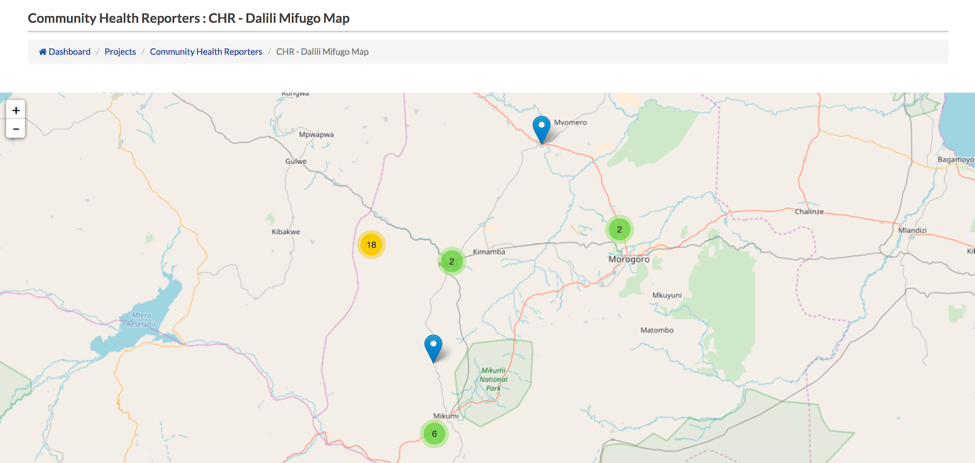 Community Health Reporters : CHR - Dalili Mifugo Map
Dashboard / Projects / Community Health Reporters / CHR - Dalili Mifugo Map
+
−
Kongwa
Mvomero
Mpwapwa
Gulwe
Bagamoyo
Chalinze
2
Mlandizi
Kibakwe
18
Kimamba
2
Morogoro
Mkuyuni
Mtera
Reservoir
Matombo
Mikumi
National
Park
Mikumi
6